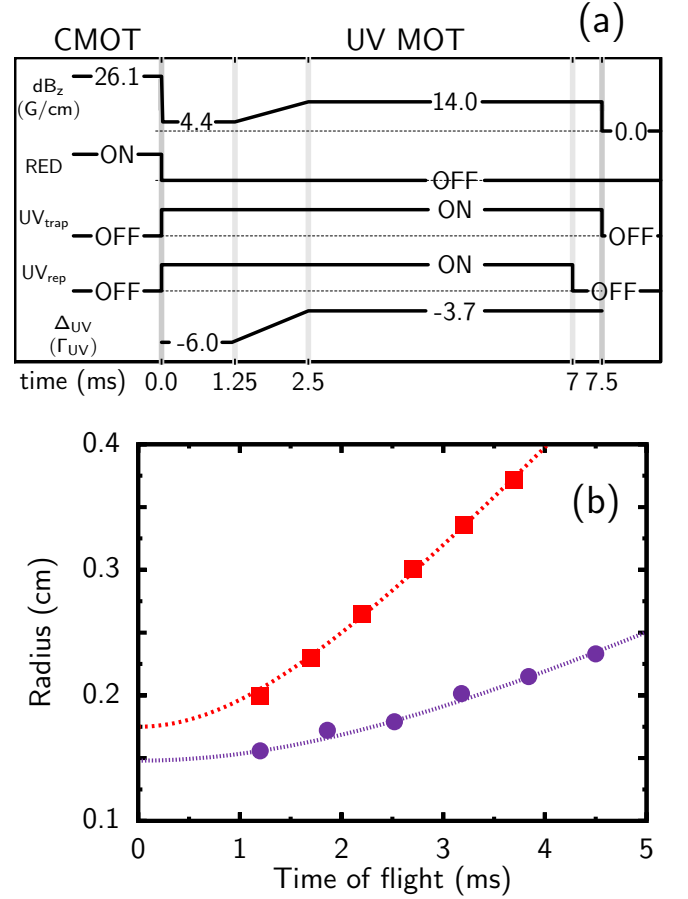 (a)
CMOT UV MOT
dBz (G/cm) 26.1 4.4 14.0 0.0
RED ON OFF
UVtrap OFF ON OFF
UVrep OFF ON OFF
ΔUV (ΓUV) -6.0 -3.7
time (ms) 0.0 1.25 2.5 7 7.5
(b)
Radius (cm)
0.4
0.3
0.2
0.1
0 1 2 3 4 5
Time of flight (ms)